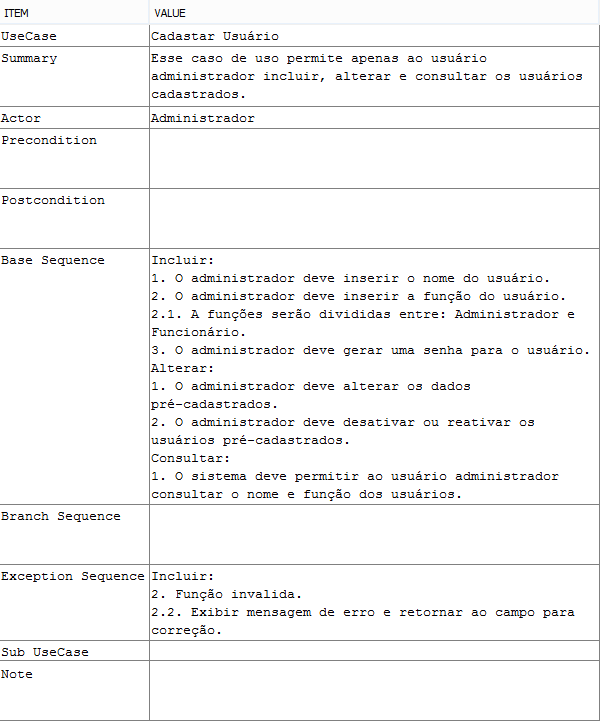 ITEM VALUE
UseCase Cadastar Usuário
Summary Esse caso de uso permite apenas ao usuário
administrador incluir, alterar e consultar os usuários
cadastrados.
Actor Administrador
Precondition
Postcondition
Base Sequence Incluir:
1. O administrador deve inserir o nome do usuário.
2. O administrador deve inserir a função do usuário.
2.1. A funções serão divididas entre: Administrador e
Funcionário.
3. O administrador deve gerar uma senha para o usuário.
Alterar:
1. O administrador deve alterar os dados
pré-cadastrados.
2. O administrador deve desativar ou reativar os
usuários pré-cadastrados.
Consultar:
1. O sistema deve permitir ao usuário administrador
consultar o nome e função dos usuários.
Branch Sequence
Exception Sequence Incluir:
2. Função invalida.
2.2. Exibir mensagem de erro e retornar ao campo para
correção.
Sub UseCase
Note